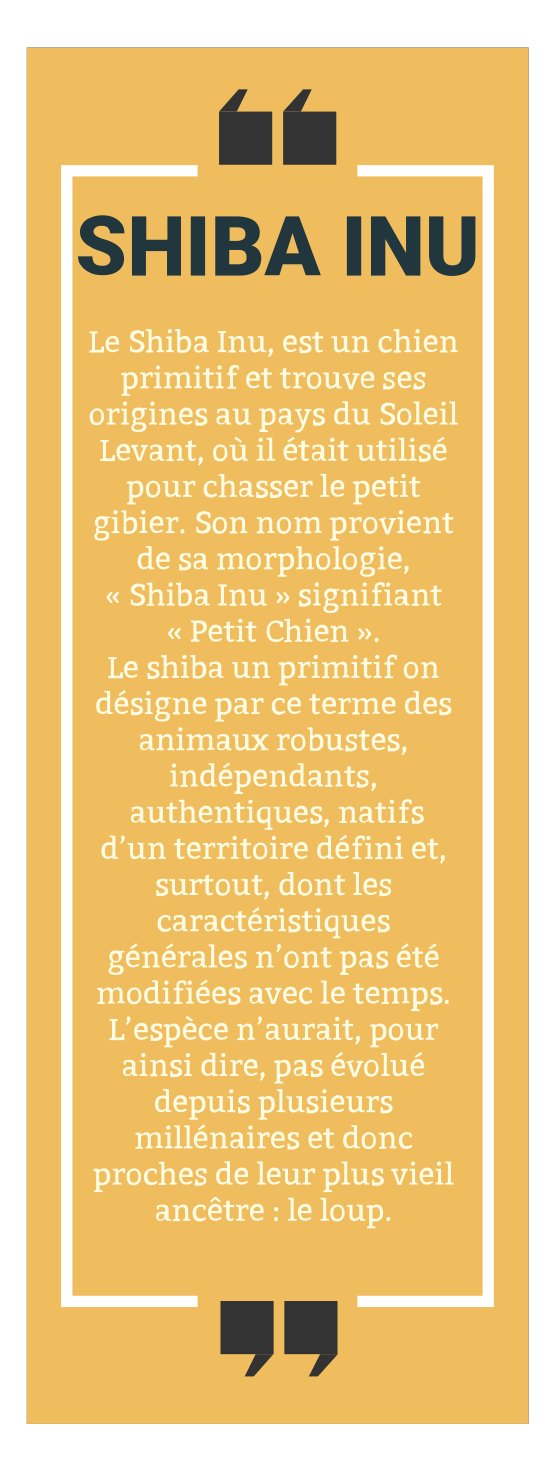 SHIBA INU
Le Shiba Inu, est un chien
primitif et trouve ses
origines au pays du Soleil
Levant, où il était utilisé
pour chasser le petit
gibier. Son nom provient
de sa morphologie,
« Shiba Inu » signifiant
« Petit Chien ».
Le shiba un primitif on
désigne par ce terme des
animaux robustes,
indépendants,
authentiques, natifs
d’un territoire défini et,
surtout, dont les
caractéristiques
générales n’ont pas été
modifiées avec le temps.
L’espèce n’aurait, pour
ainsi dire, pas évolué
depuis plusieurs
millénaires et donc
proches de leur plus vieil
ancêtre : le loup.